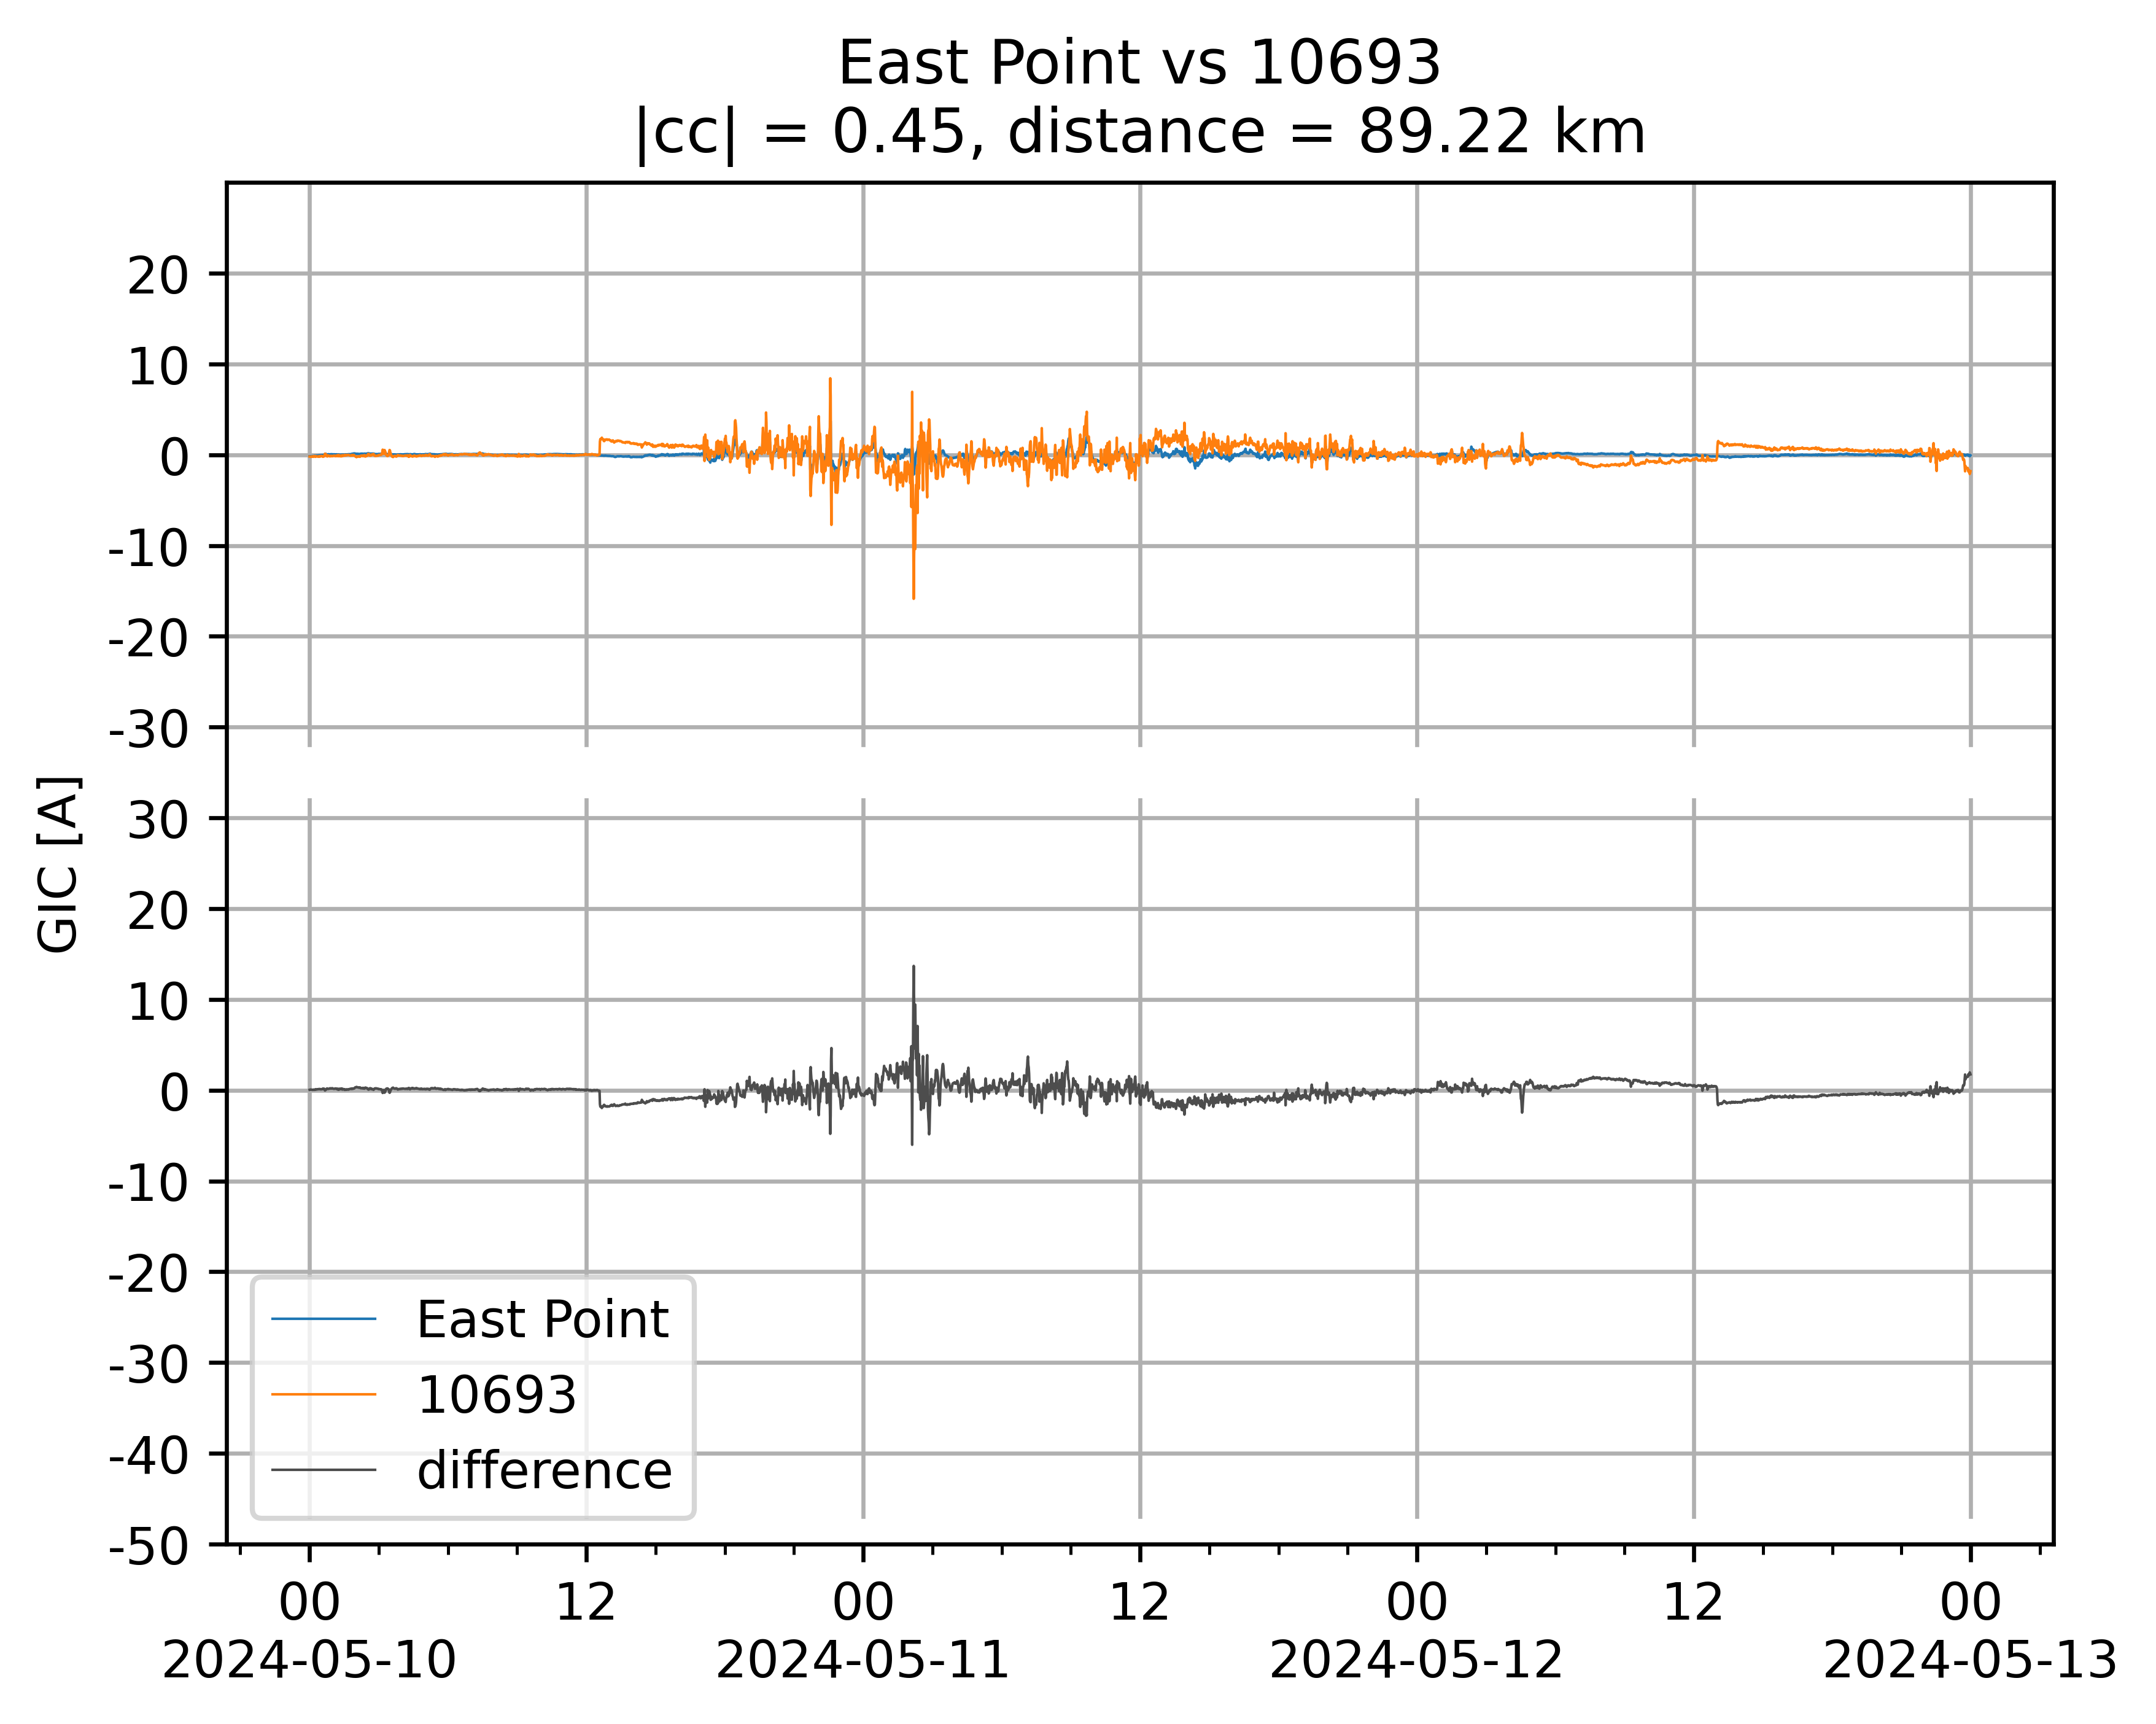 East Point vs 10693
|cc| = 0.45, distance = 89.22 km
GIC [A]
20
10
0
-10
-20
-30
30
20
10
0
-10
-20
-30
-40
-50
East Point
10693
difference
00 12 00 12 00 12 00
2024-05-10 2024-05-11 2024-05-12 2024-05-13